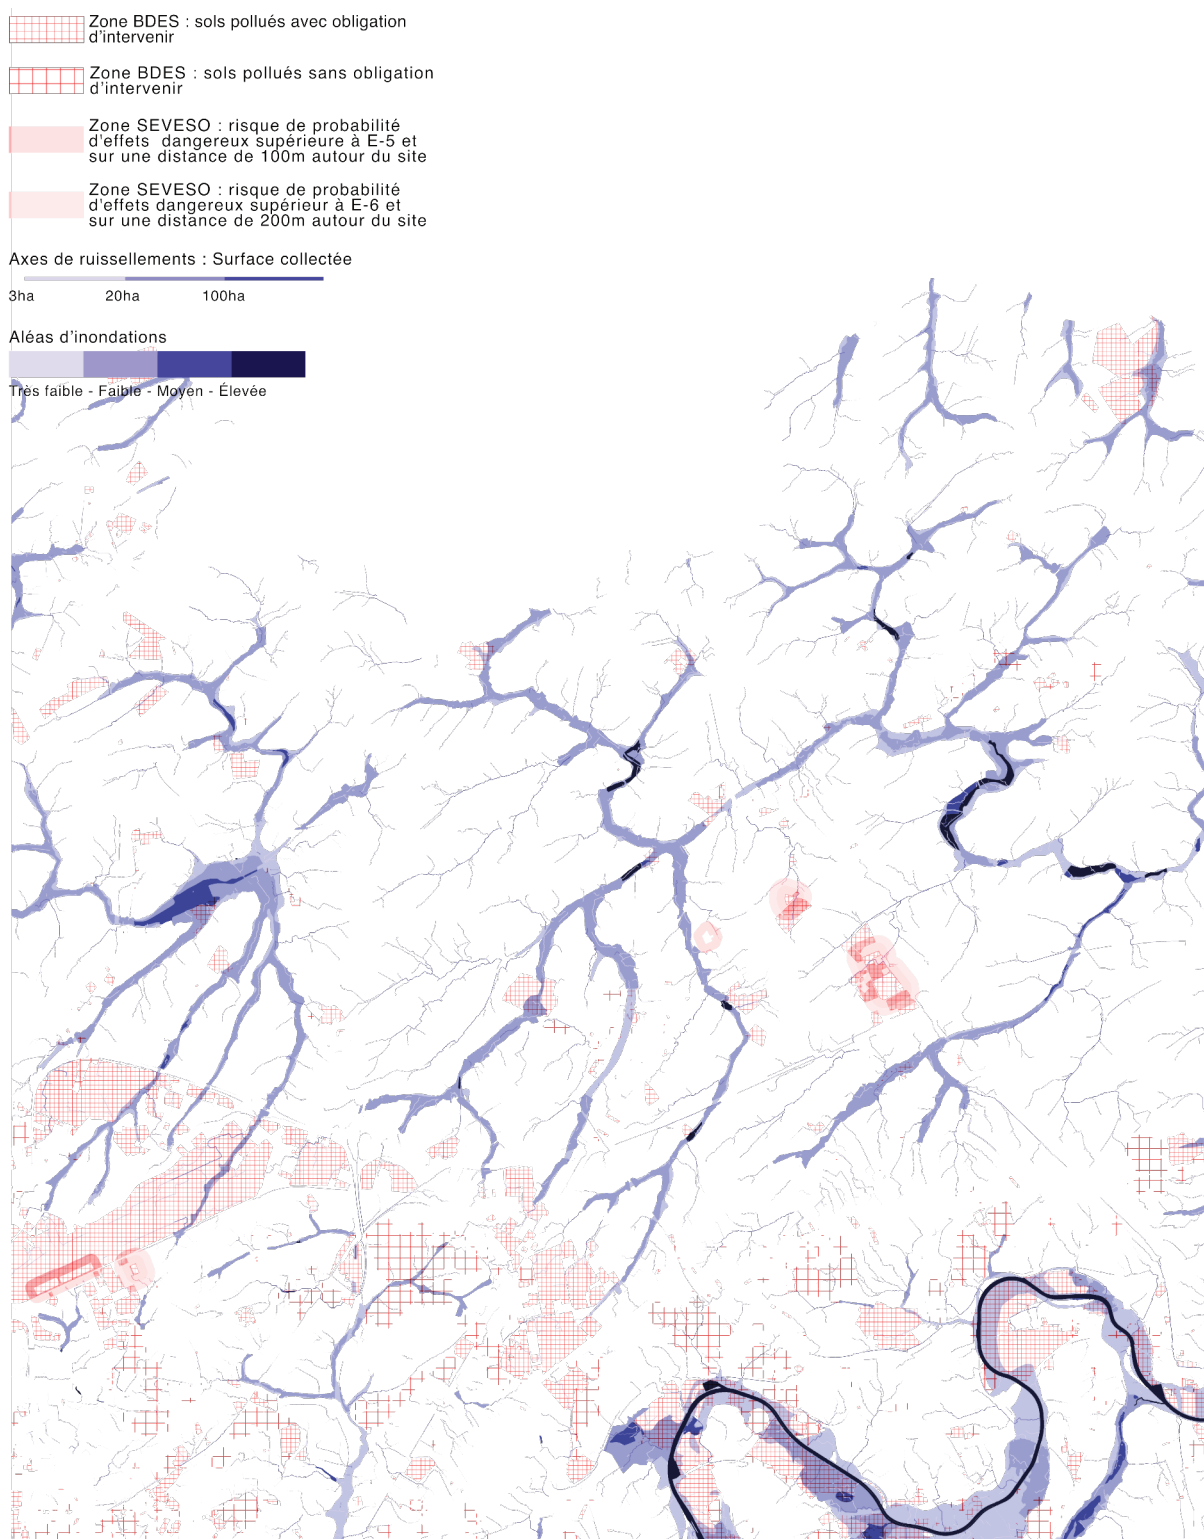 Zone BDES : sols pollués avec obligation
d'intervenir
Zone BDES : sols pollués sans obligation
d'intervenir
Zone SEVESO : risque de probabilité
d'effets dangereux supérieure à E-5 et
sur une distance de 100m autour du site
Zone SEVESO : risque de probabilité
d'effets dangereux supérieur à E-6 et
sur une distance de 200m autour du site
Axes de ruissellements : Surface collectée
3ha 20ha 100ha
Aléas d'inondations
Très faible - Faible - Moyen - Élevée